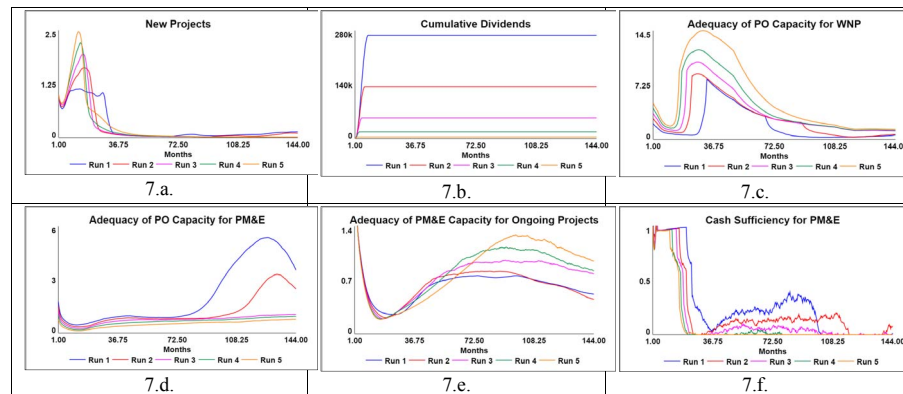 New Projects
2.5
1.25
0
1.00 36.75 72.50 108.25 144.00
Months
Run 1 Run 2 Run 3 Run 4 Run 5
7.a.
Cumulative Dividends
280k
140k
0
1.00 36.75 72.50 108.25 144.00
Months
Run 1 Run 2 Run 3 Run 4 Run 5
7.b.
Adequacy of PO Capacity for WNP
14.5
7.25
0
1.00 36.75 72.50 108.25 144.00
Months
Run 1 Run 2 Run 3 Run 4 Run 5
7.c.
Adequacy of PO Capacity for PM&E
6
3
0
1.00 36.75 72.50 108.25 144.00
Months
Run 1 Run 2 Run 3 Run 4 Run 5
7.d.
Adequacy of PM&E Capacity for Ongoing Projects
1.4
0.7
0
1.00 36.75 72.50 108.25 144.00
Months
Run 1 Run 2 Run 3 Run 4 Run 5
7.e.
Cash Sufficiency for PM&E
1
0.5
0
1.00 36.75 72.50 108.25 144.00
Months
Run 1 Run 2 Run 3 Run 4 Run 5
7.f.